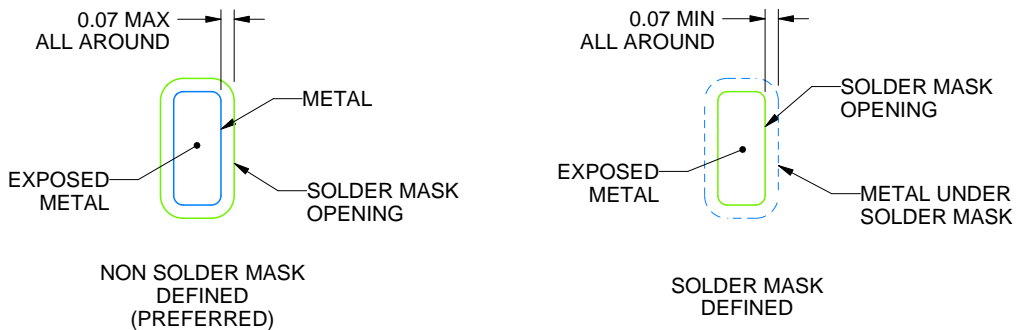 0.07 MAX
ALL AROUND
METAL
EXPOSED
METAL
SOLDER MASK
OPENING
NON SOLDER MASK
DEFINED
(PREFERRED)
0.07 MIN
ALL AROUND
SOLDER MASK
OPENING
EXPOSED
METAL
METAL UNDER
SOLDER MASK
SOLDER MASK
DEFINED